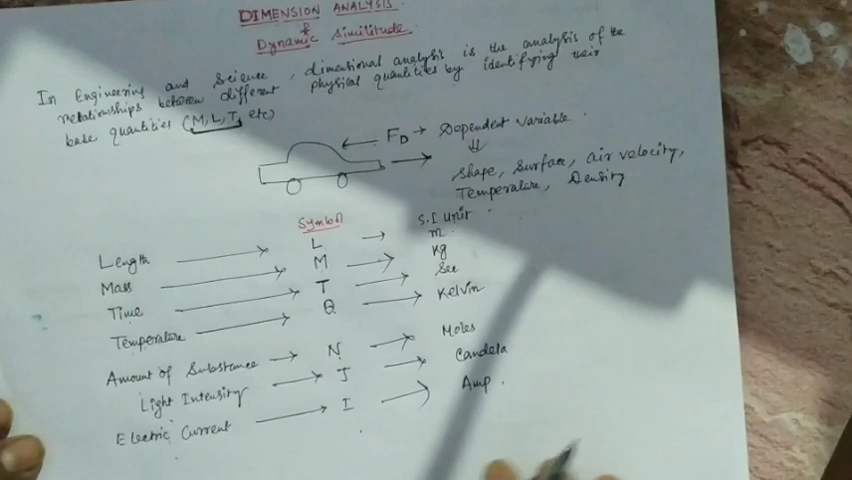 DIMENSION ANALYSIS
&
Dynamic Similitude
In Engineering and Science, dimensional analysis is the analysis of the
relationships between different physical quantities by identifying their
base quantities (M, L, T, etc)
← FD → Dependent variable
⇓
Shape, Surface, air velocity,
Temperature, Density
Symbol S.I UNIT
Length → L → m
Mass → M → Kg
Time → T → Sec
Temperature → θ → Kelvin
Amount of Substance → N → Moles
Light Intensity → J → Candela
Electric Current → I → Amp.